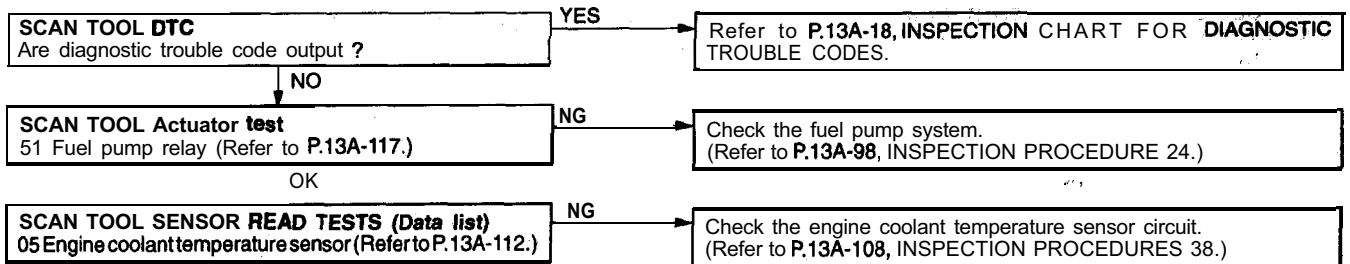 SCAN TOOL DTC
Are diagnostic trouble code output ?
YES
Refer to P.13A-18, INSPECTION CHART FOR DIAGNOSTIC
TROUBLE CODES.
NO
SCAN TOOL Actuator test
51 Fuel pump relay (Refer to P.13A-117.)
NG
Check the fuel pump system.
(Refer to P.13A-98, INSPECTION PROCEDURE 24.)
OK
SCAN TOOL SENSOR READ TESTS (Data list)
05 Engine coolant temperature sensor (Refer to P.13A-112.)
NG
Check the engine coolant temperature sensor circuit.
(Refer to P.13A-108, INSPECTION PROCEDURES 38.)